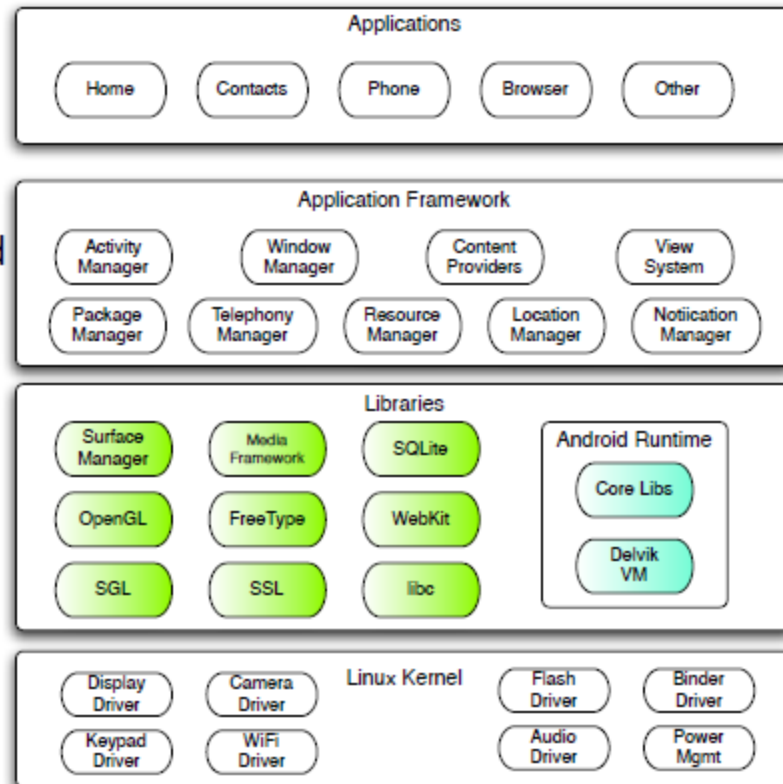 Applications
Home
Contacts
Phone
Browser
Other
Application Framework
Activity
Manager
Window
Manager
Content
Providers
View
System
Package
Manager
Telephony
Manager
Resource
Manager
Location
Manager
Notiication
Manager
Libraries
Surface
Manager
Media
Framework
SQLite
OpenGL
FreeType
WebKit
SGL
SSL
libc
Android Runtime
Core Libs
Delvik
VM
Linux Kernel
Display
Driver
Camera
Driver
Flash
Driver
Binder
Driver
Keypad
Driver
WiFi
Driver
Audio
Driver
Power
Mgmt